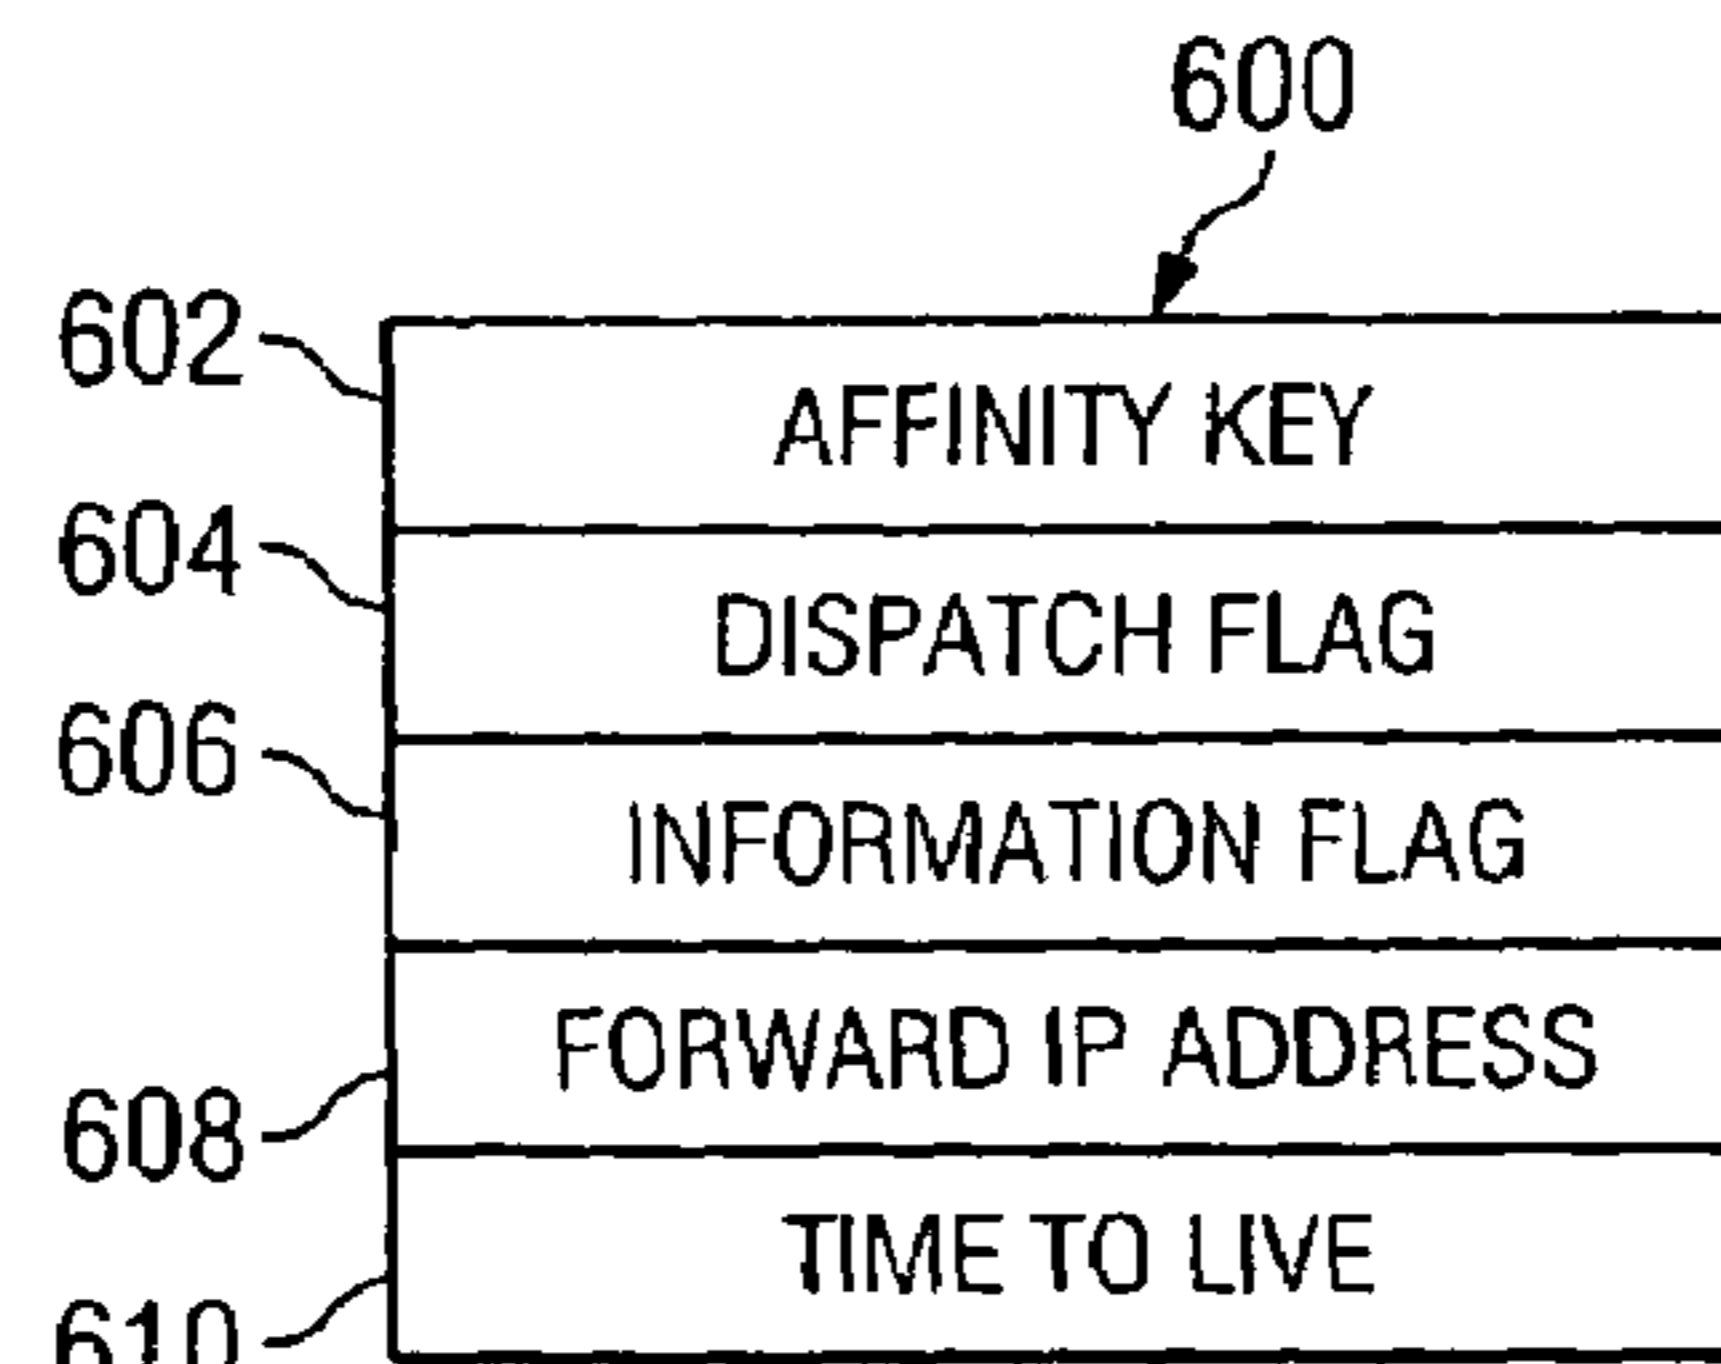 600
602
AFFINITY KEY
604
DISPATCH FLAG
606
INFORMATION FLAG
FORWARD IP ADDRESS
608
TIME TO LIVE
610